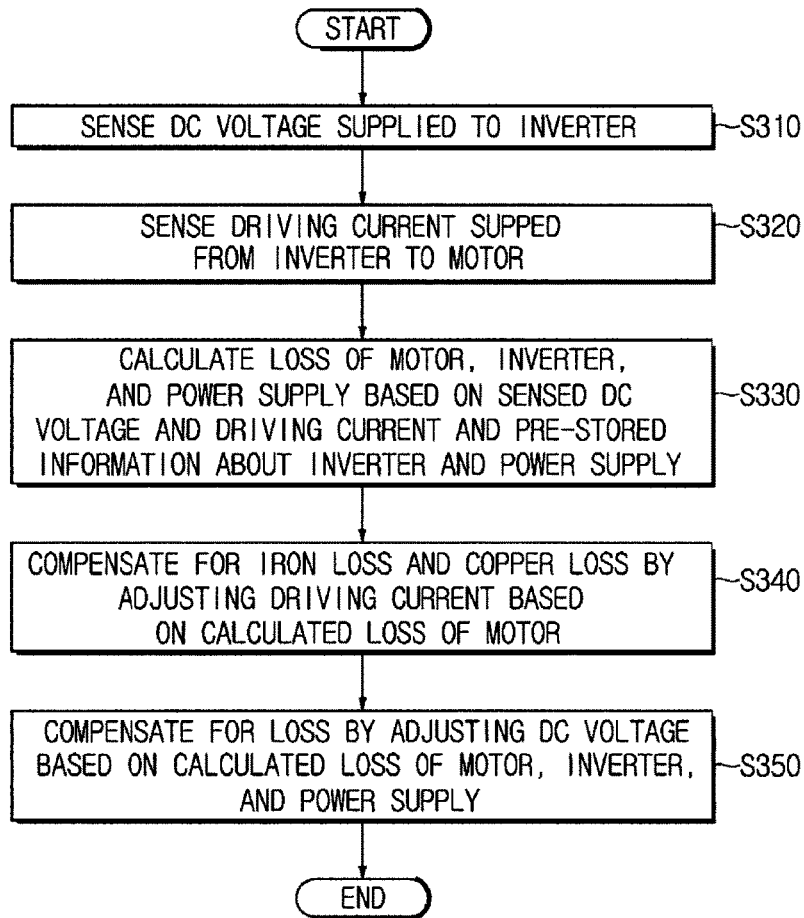 START
SENSE DC VOLTAGE SUPPLIED TO INVERTER
S310
SENSE DRIVING CURRENT SUPPED
FROM INVERTER TO MOTOR
S320
CALCULATE LOSS OF MOTOR, INVERTER,
AND POWER SUPPLY BASED ON SENSED DC
VOLTAGE AND DRIVING CURRENT AND PRE-STORED
INFORMATION ABOUT INVERTER AND POWER SUPPLY
S330
COMPENSATE FOR IRON LOSS AND COPPER LOSS BY
ADJUSTING DRIVING CURRENT BASED
ON CALCULATED LOSS OF MOTOR
S340
COMPENSATE FOR LOSS BY ADJUSTING DC VOLTAGE
BASED ON CALCULATED LOSS OF MOTOR, INVERTER,
AND POWER SUPPLY
S350
END